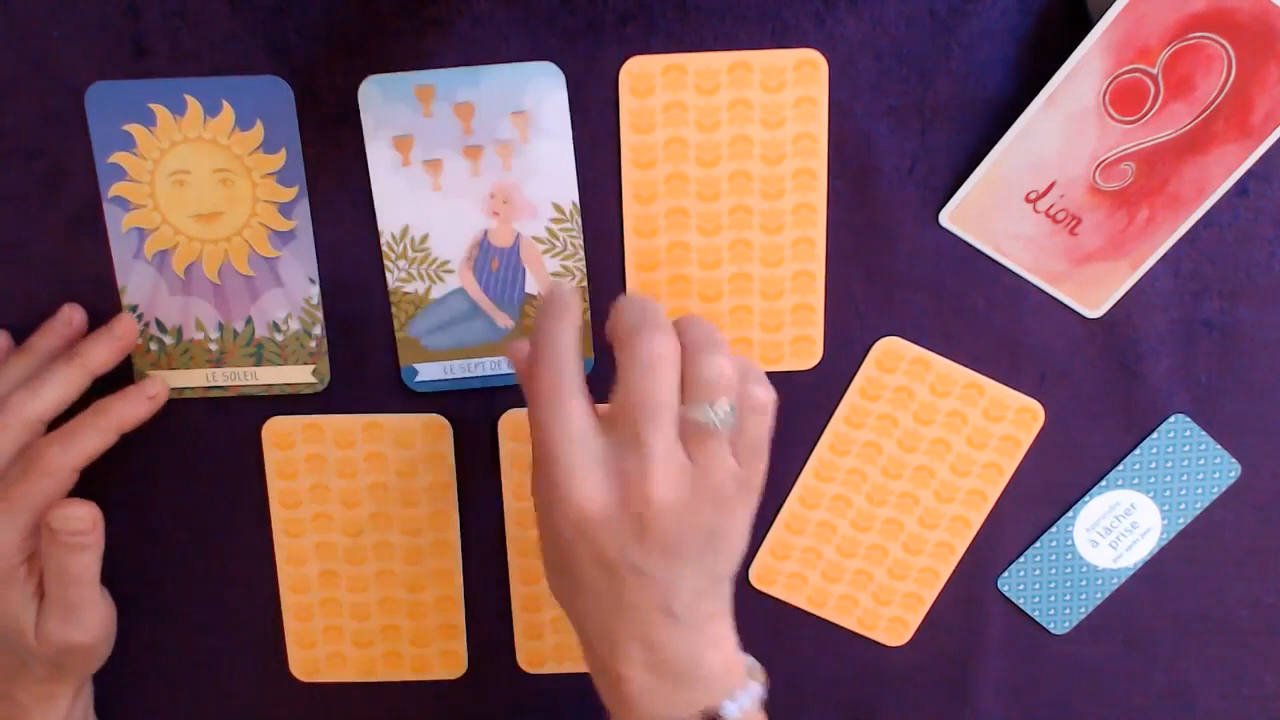 LE SOLEIL
LE SEPT DE
Lion
Apprendre
à lâcher
prise